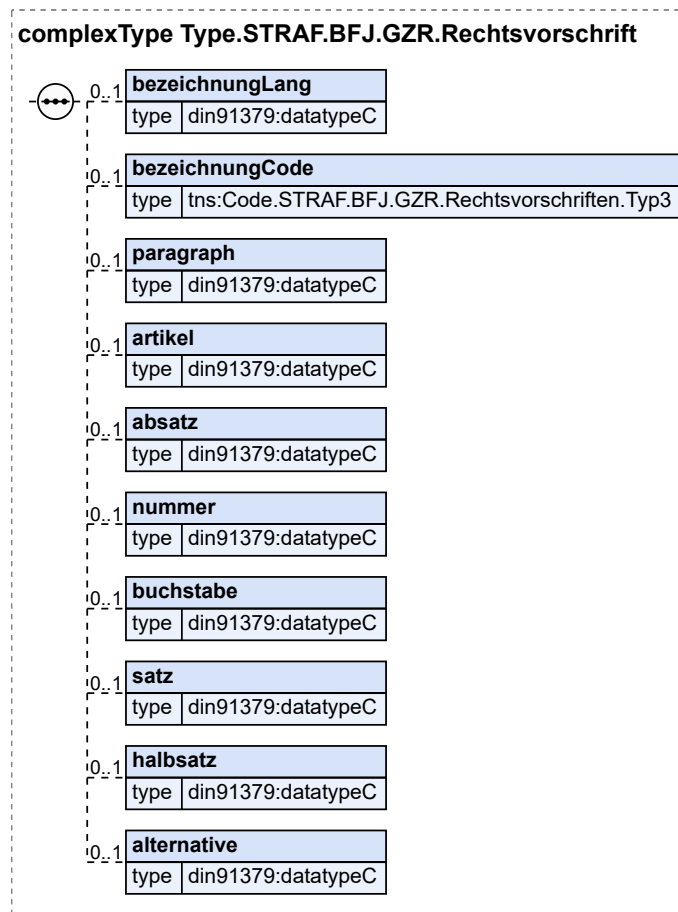 complexType Type.STRAF.BFJ.GZR.Rechtsvorschrift
0..1 bezeichnungLang
type din91379:datatypeC
0..1 bezeichnungCode
type tns:Code.STRAF.BFJ.GZR.Rechtsvorschriften.Typ3
0..1 paragraph
type din91379:datatypeC
0..1 artikel
type din91379:datatypeC
0..1 absatz
type din91379:datatypeC
0..1 nummer
type din91379:datatypeC
0..1 buchstabe
type din91379:datatypeC
0..1 satz
type din91379:datatypeC
0..1 halbsatz
type din91379:datatypeC
0..1 alternative
type din91379:datatypeC